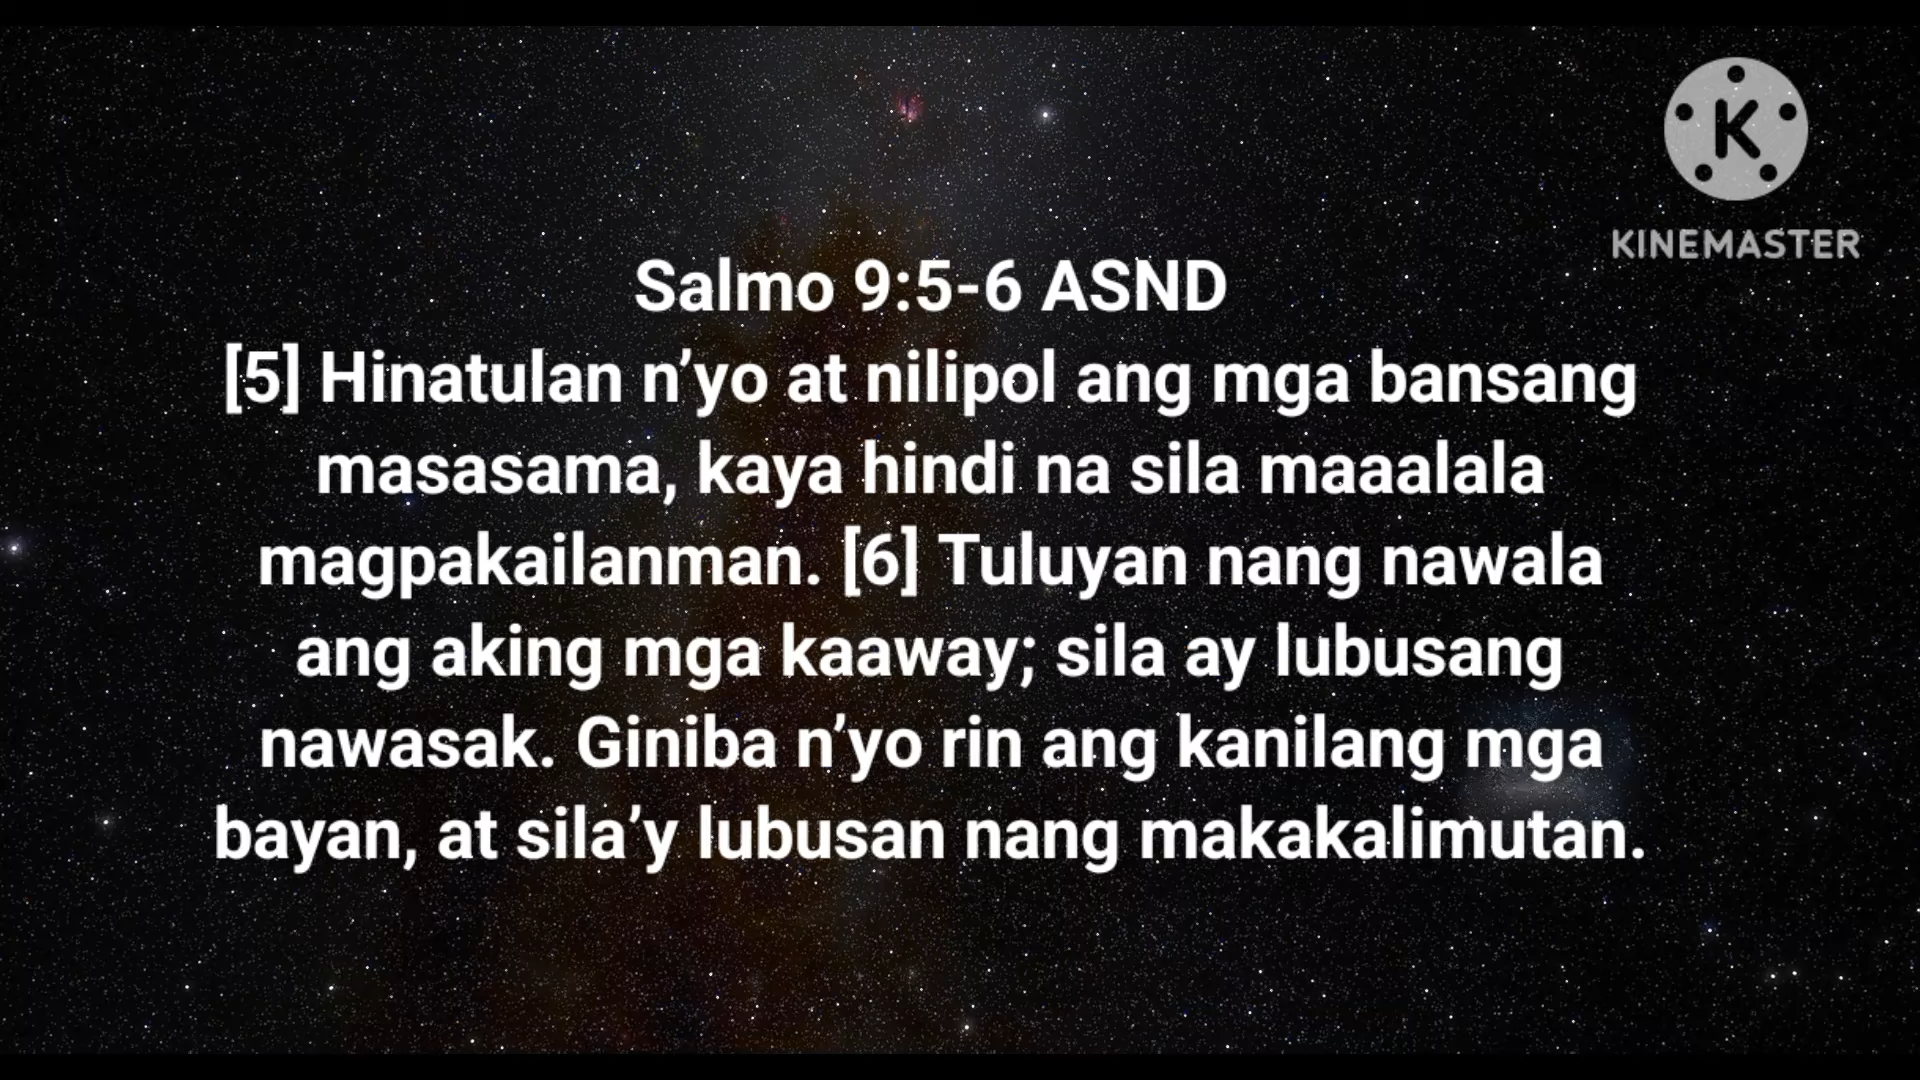 KINEMASTER
Salmo 9:5-6 ASND
[5] Hinatulan n’yo at nilipol ang mga bansang
masasama, kaya hindi na sila maaalala
magpakailanman. [6] Tuluyan nang nawala
ang aking mga kaaway; sila ay lubusang
nawasak. Giniba n’yo rin ang kanilang mga
bayan, at sila’y lubusan nang makakalimutan.